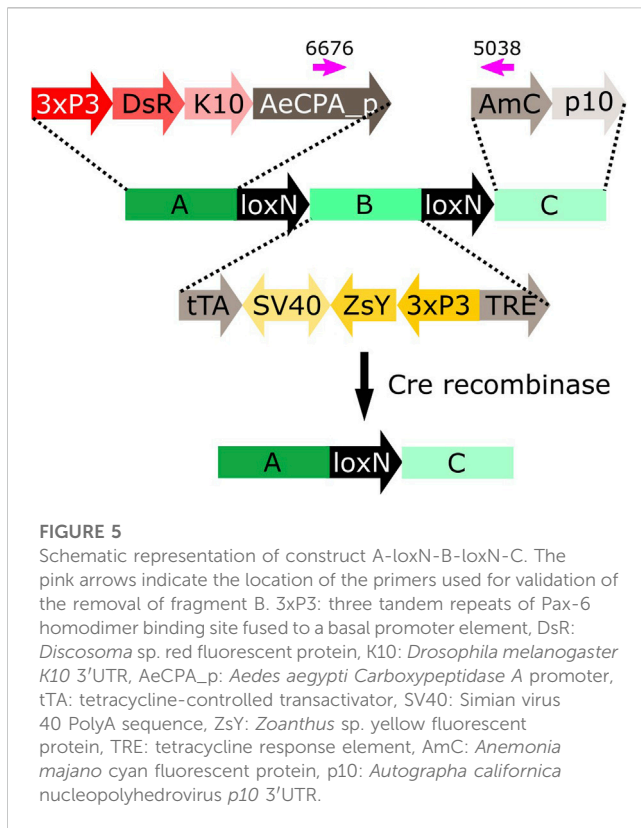 6676 5038
3xP3 DsR K10 AeCPA_p AmC p10
A loxN B loxN C
tTA SV40 ZsY 3xP3 TRE
Cre recombinase
A loxN C
FIGURE 5
Schematic representation of construct A-loxN-B-loxN-C. The
pink arrows indicate the location of the primers used for validation of
the removal of fragment B. 3xP3: three tandem repeats of Pax-6
homodimer binding site fused to a basal promoter element, DsR:
Discosoma sp. red fluorescent protein, K10: Drosophila melanogaster
K10 3′UTR, AeCPA_p: Aedes aegypti Carboxypeptidase A promoter,
tTA: tetracycline-controlled transactivator, SV40: Simian virus
40 PolyA sequence, ZsY: Zoanthus sp. yellow fluorescent
protein, TRE: tetracycline response element, AmC: Anemonia
majano cyan fluorescent protein, p10: Autographa californica
nucleopolyhedrovirus p10 3′UTR.